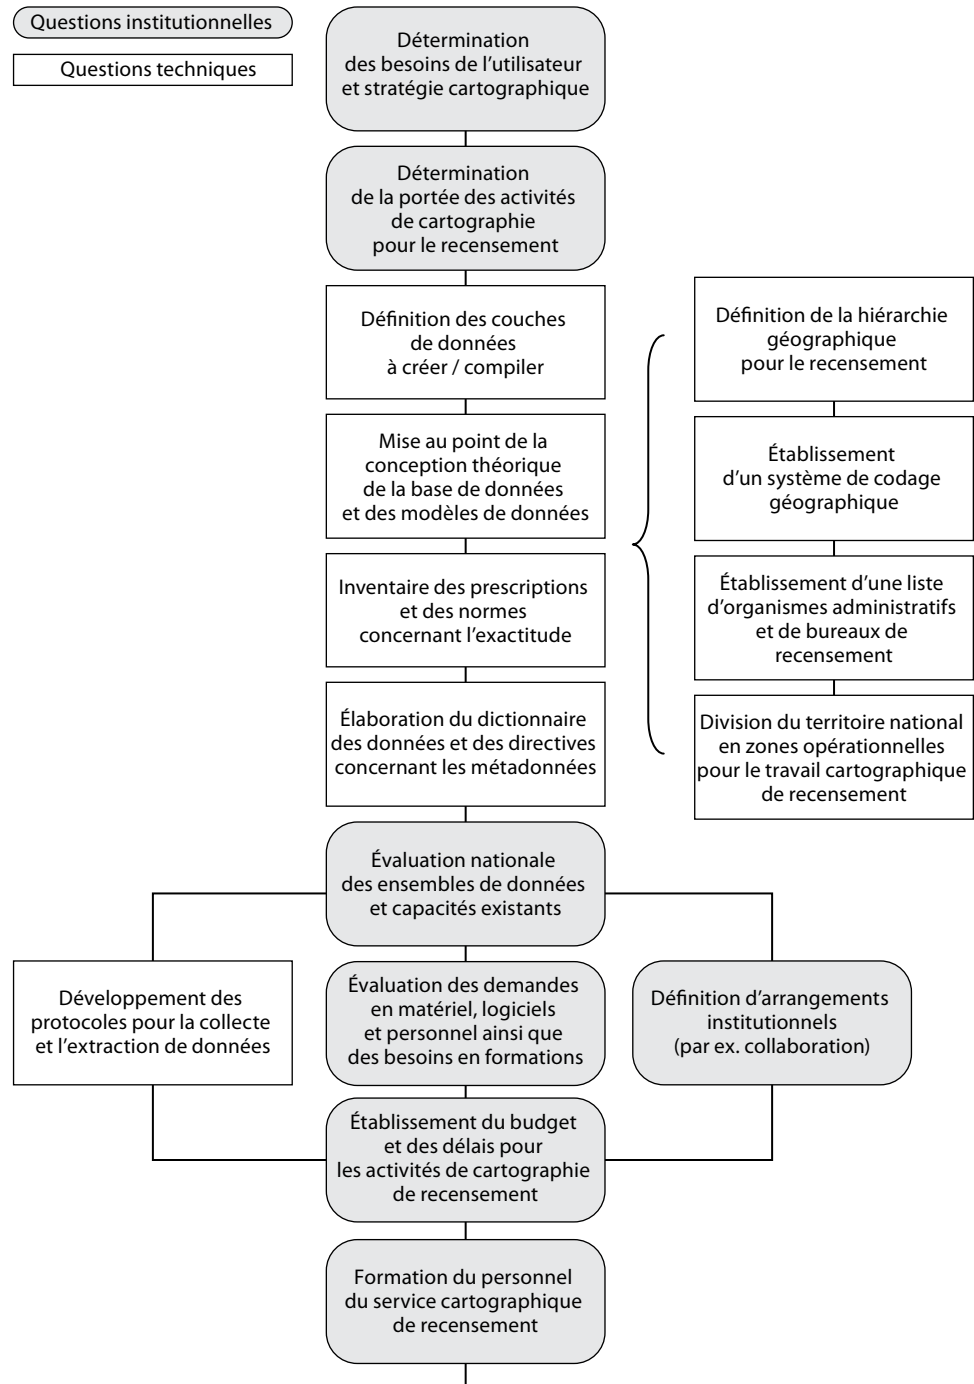 Questions institutionnelles
Questions techniques
Détermination
des besoins de l’utilisateur
et stratégie cartographique
Détermination
de la portée des activités
de cartographie
pour le recensement
Définition des couches
de données
à créer / compiler
Mise au point de la
conception théorique
de la base de données
et des modèles de données
Inventaire des prescriptions
et des normes
concernant l’exactitude
Élaboration du dictionnaire
des données et des directives
concernant les métadonnées
Définition de la hiérarchie
géographique
pour le recensement
Établissement
d’un système de codage
géographique
Établissement d’une liste
d’organismes administratifs
et de bureaux de
recensement
Division du territoire national
en zones opérationnelles
pour le travail cartographique
de recensement
Évaluation nationale
des ensembles de données
et capacités existants
Développement des
protocoles pour la collecte
et l’extraction de données
Évaluation des demandes
en matériel, logiciels
et personnel ainsi que
des besoins en formations
Définition d’arrangements
institutionnels
(par ex. collaboration)
Établissement du budget
et des délais pour
les activités de cartographie
de recensement
Formation du personnel
du service cartographique
de recensement